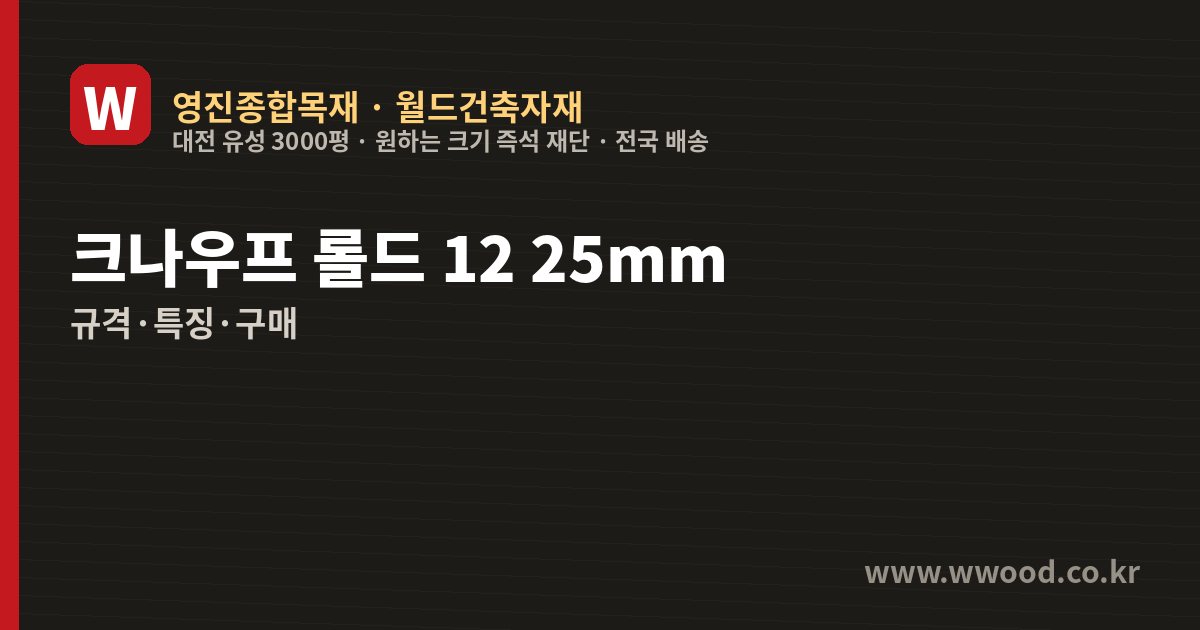 W
영진종합목재 · 월드건축자재
대전 유성 3000평 · 원하는 크기 즉석 재단 · 전국 배송
크나우프 롤드 12 25mm
규격·특징·구매
www.wwood.co.kr